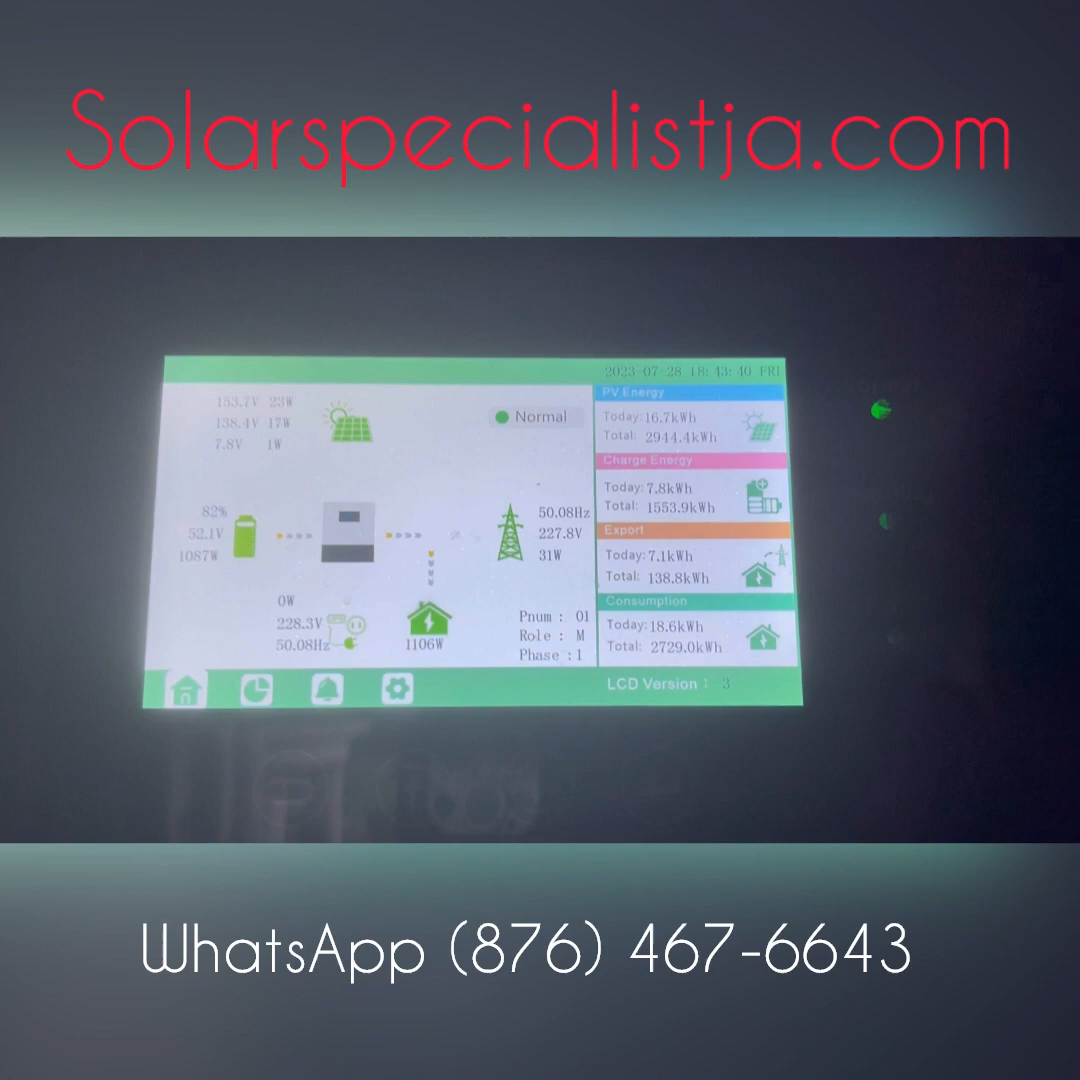 Solarspecialistja.com
2023-07-28 18:43:40 FRI
153.7V 23W
138.4V 17W
7.8V 1W
Normal
82%
52.1V
1087W
50.08Hz
227.8V
31W
0W
228.3V
50.08Hz
1106W
Pnum : 01
Role : M
Phase :1
PV Energy
Today: 16.7kWh
Total: 2944.4kWh
Charge Energy
Today: 7.8kWh
Total: 1553.9kWh
Export
Today: 7.1kWh
Total: 138.8kWh
Consumption
Today: 18.6kWh
Total: 2729.0kWh
LCD Version : 3
WhatsApp (876) 467-6643